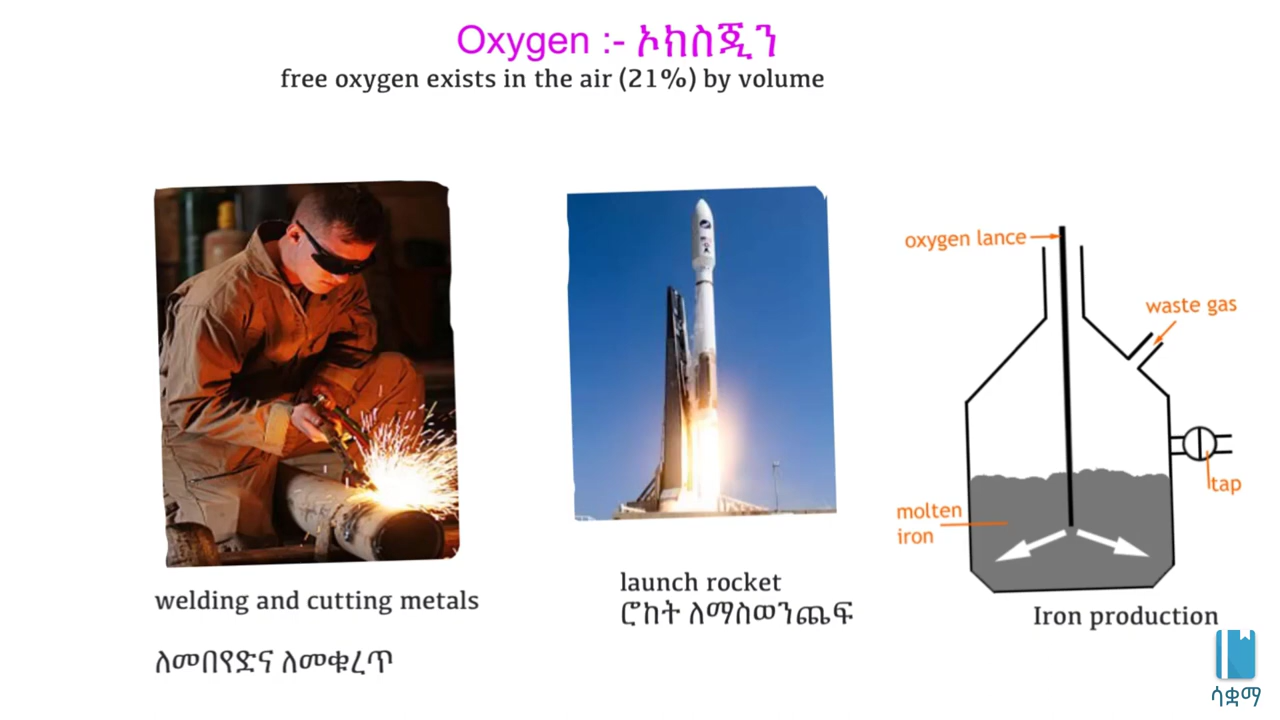 Oxygen :- ኦክስጂን
free oxygen exists in the air (21%) by volume
welding and cutting metals
ለመበየድና ለመቁረጥ
launch rocket
ሮከት ለማስወንጨፍ
oxygen lance
waste gas
tap
molten
iron
Iron production
ሳቋማ